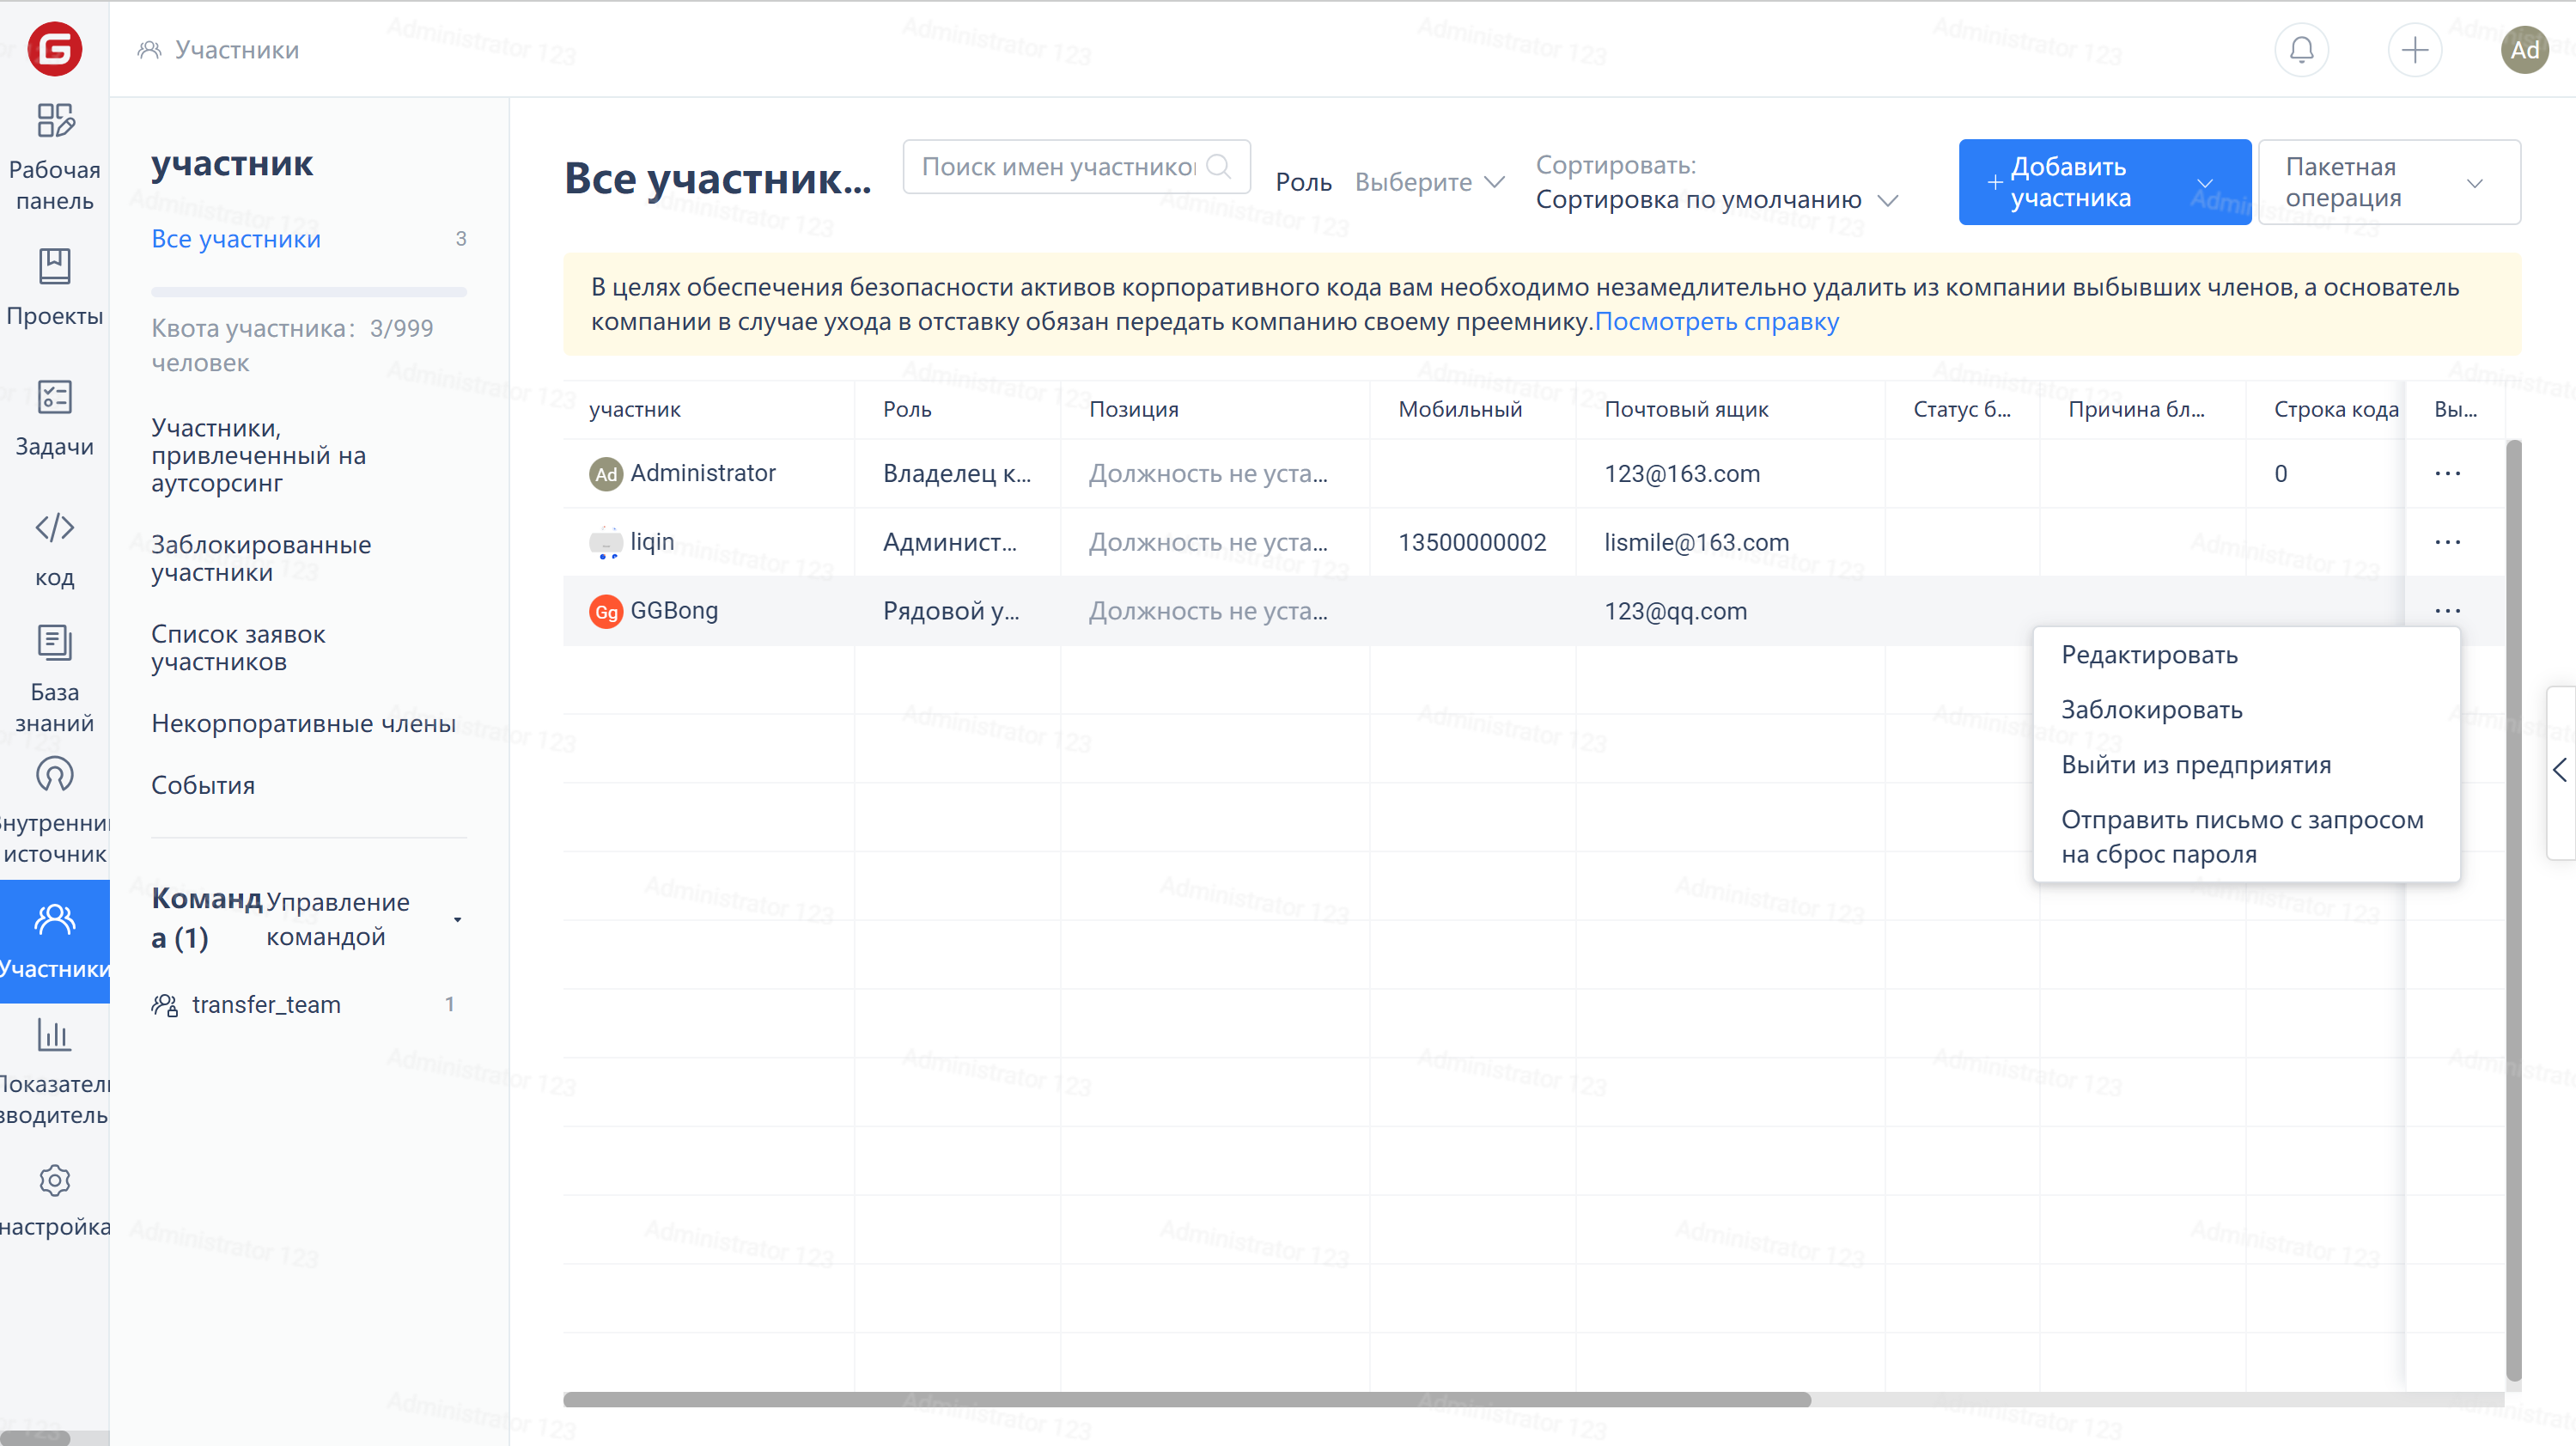 Участники
Ad
Рабочая
панель
Проекты
Задачи
код
База
знаний
источник
Участники
настройка
участник
Все участники 3
Квота участника: 3/999
человек
Участники,
привлеченный на
аутсорсинг
Заблокированные
участники
Список заявок
участников
Некорпоративные члены
События
Команд
а (1)
Управление
командой
transfer_team 1
Все участник...
Поиск имен участников
Роль Выберите
Сортировать:
Сортировка по умолчанию
+ Добавить
участника
Пакетная
операция
В целях обеспечения безопасности активов корпоративного кода вам необходимо незамедлительно удалить из компании выбывших членов, а основатель
компании в случае ухода в отставку обязан передать компанию своему преемнику.Посмотреть справку
участник Роль Позиция Мобильный Почтовый ящик Статус б... Причина бл... Строка кода Вы...
Ad Administrator Владелец к... Должность не уста... 123@163.com 0 ...
liqin Админист... Должность не уста... 13500000002 lismile@163.com ...
Gg GGBong Рядовой у... Должность не уста... 123@qq.com ...
Редактировать
Заблокировать
Выйти из предприятия
Отправить письмо с запросом
на сброс пароля
Administrator 123